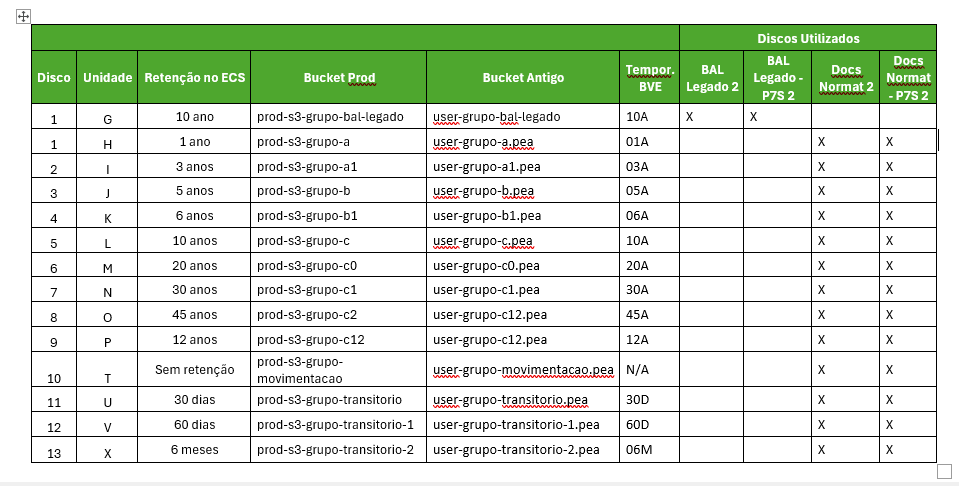 Discos Utilizados
Disco Unidade Retenção no ECS Bucket Prod Bucket Antigo Tempor. BVE BAL Legado 2 BAL Legado - P7S 2 Docs Normat 2 Docs Normat - P7S 2
1 G 10 ano prod-s3-grupo-bal-legado user-grupo-bal-legado 10A X X
1 H 1 ano prod-s3-grupo-a user-grupo-a.pea 01A X X
2 I 3 anos prod-s3-grupo-a1 user-grupo-a1.pea 03A X X
3 J 5 anos prod-s3-grupo-b user-grupo-b.pea 05A X X
4 K 6 anos prod-s3-grupo-b1 user-grupo-b1.pea 06A X X
5 L 10 anos prod-s3-grupo-c user-grupo-c.pea 10A X X
6 M 20 anos prod-s3-grupo-c0 user-grupo-c0.pea 20A X X
7 N 30 anos prod-s3-grupo-c1 user-grupo-c1.pea 30A X X
8 O 45 anos prod-s3-grupo-c2 user-grupo-c12.pea 45A X X
9 P 12 anos prod-s3-grupo-c12 user-grupo-c12.pea 12A X X
10 T Sem retenção prod-s3-grupo-movimentacao user-grupo-movimentacao.pea N/A X X
11 U 30 dias prod-s3-grupo-transitorio user-grupo-transitorio.pea 30D X X
12 V 60 dias prod-s3-grupo-transitorio-1 user-grupo-transitorio-1.pea 60D X X
13 X 6 meses prod-s3-grupo-transitorio-2 user-grupo-transitorio-2.pea 06M X X